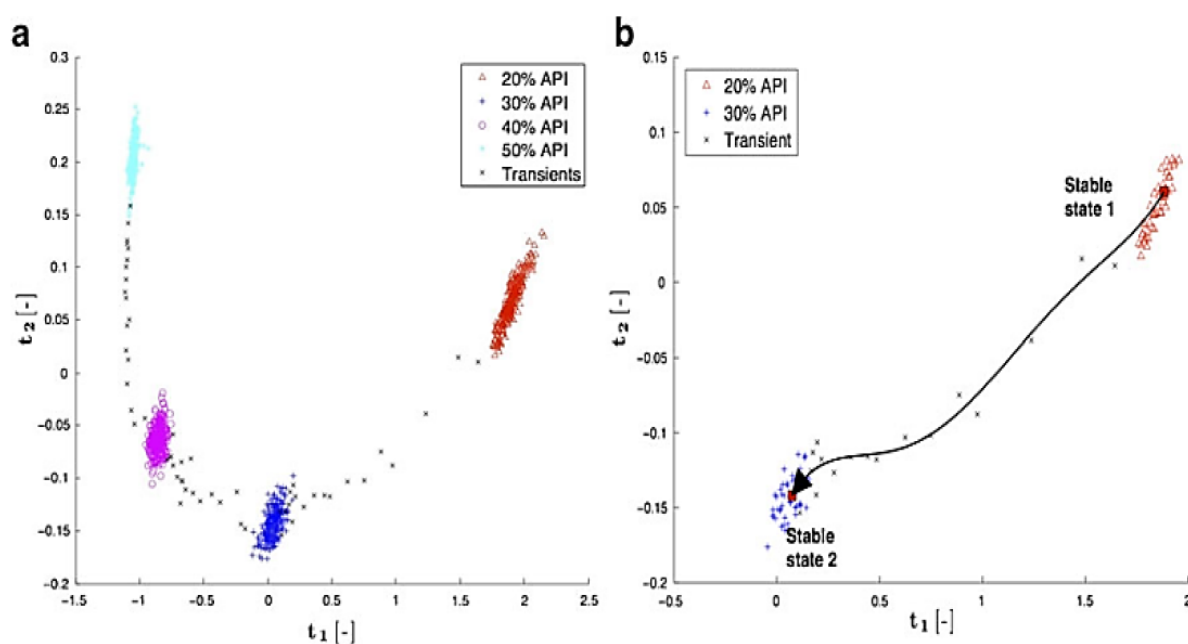 a
0.3
0.25
0.2
0.15
0.1
0.05
0
−0.05
−0.1
−0.15
−0.2
t₂ [-]
20% API
30% API
40% API
50% API
Transients
−1.5 −1 −0.5 0 0.5 1 1.5 2 2.5
t₁ [-]
b
0.15
0.1
0.05
0
−0.05
−0.1
−0.15
−0.2
t₂ [-]
20% API
30% API
Transient
Stable
state 1
Stable
state 2
0 0.5 1 1.5 2
t₁ [-]